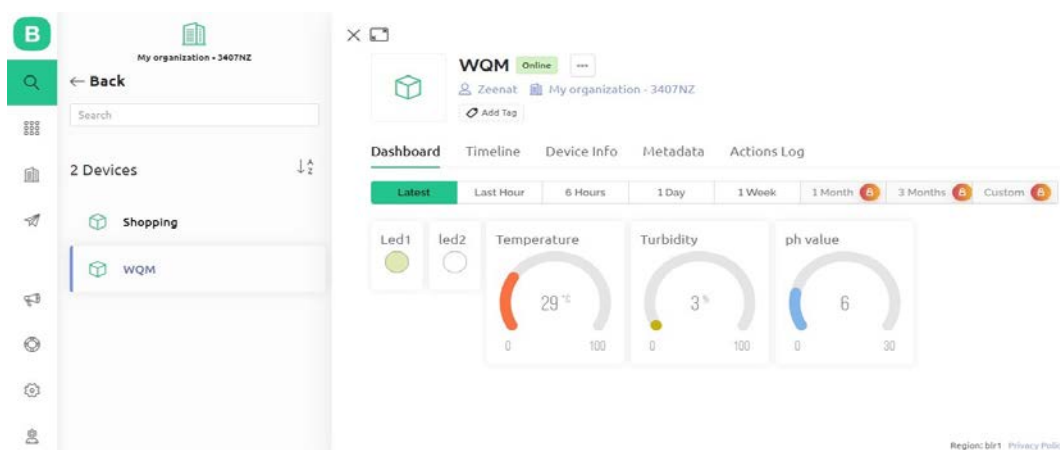 B
My organization - 3407NZ
← Back
Search
2 Devices
Shopping
WQM
WQM Online
Zeenat My organization - 3407NZ
Add Tag
Dashboard Timeline Device Info Metadata Actions Log
Latest Last Hour 6 Hours 1 Day 1 Week 1 Month 3 Months Custom
Led1 led2 Temperature Turbidity ph value
29 °C 3 % 6
0 100 0 100 0 30
Region: blr1 Privacy Polic